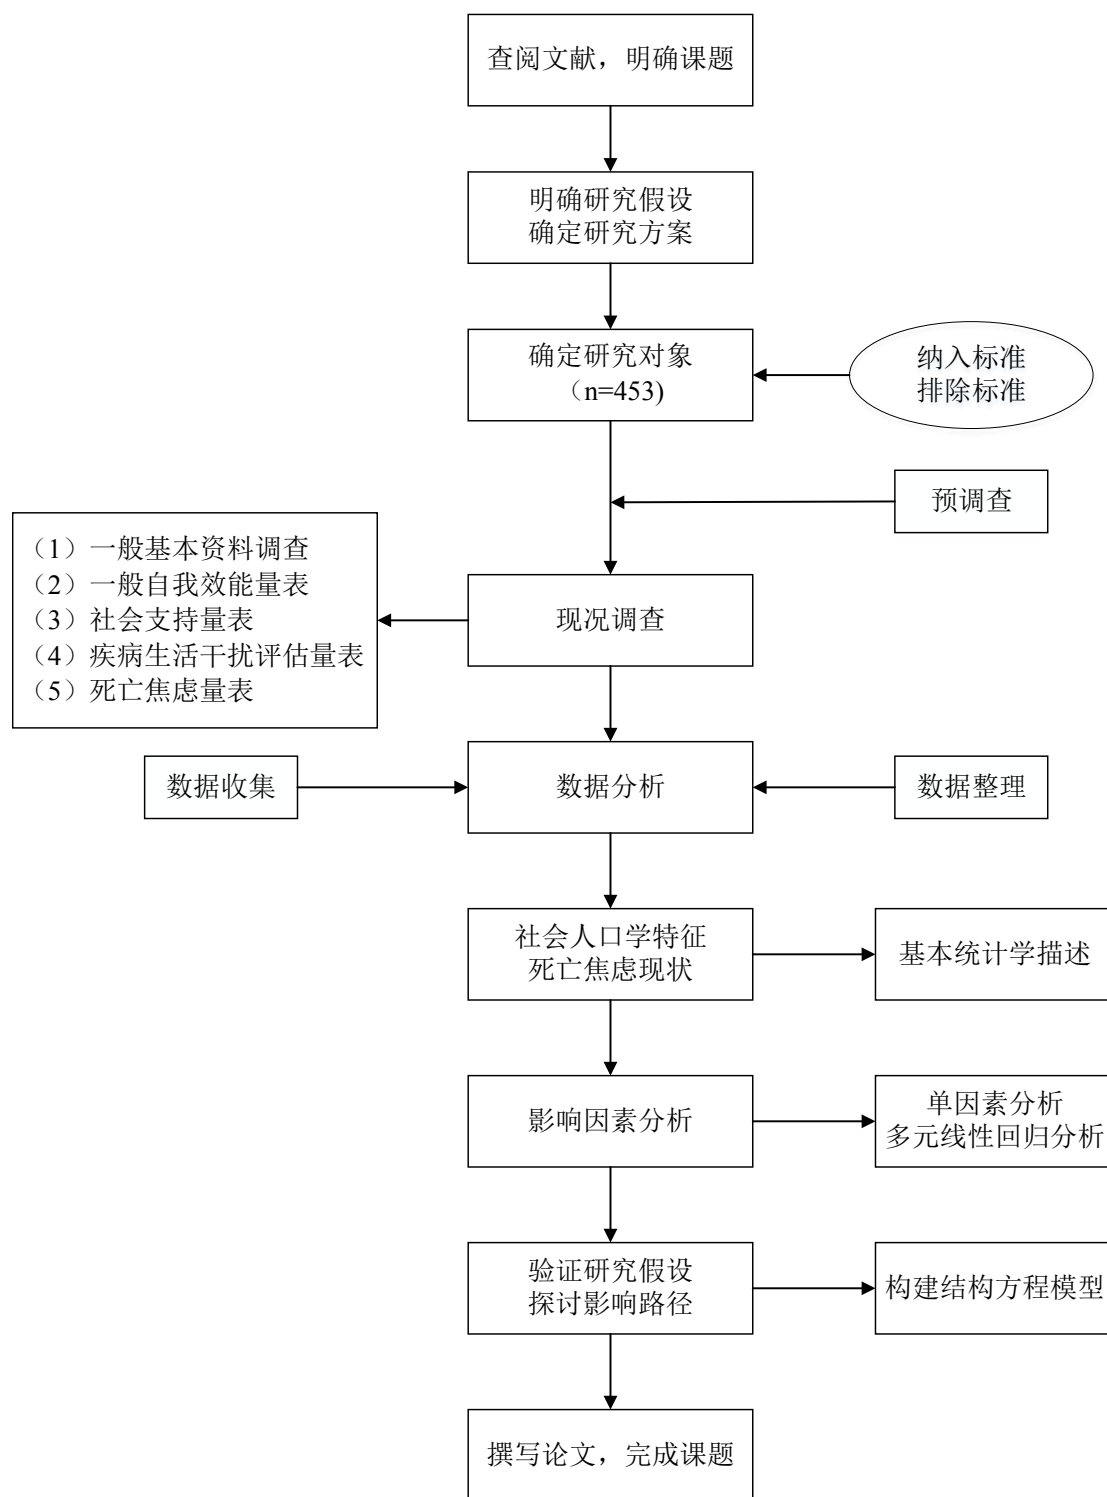 查阅文献，明确课题
明确研究假设
确定研究方案
确定研究对象
（n=453)
纳入标准
排除标准
预调查
（1）一般基本资料调查
（2）一般自我效能量表
（3）社会支持量表
（4）疾病生活干扰评估量表
（5）死亡焦虑量表
现况调查
数据收集
数据分析
数据整理
社会人口学特征
死亡焦虑现状
基本统计学描述
影响因素分析
单因素分析
多元线性回归分析
验证研究假设
探讨影响路径
构建结构方程模型
撰写论文，完成课题